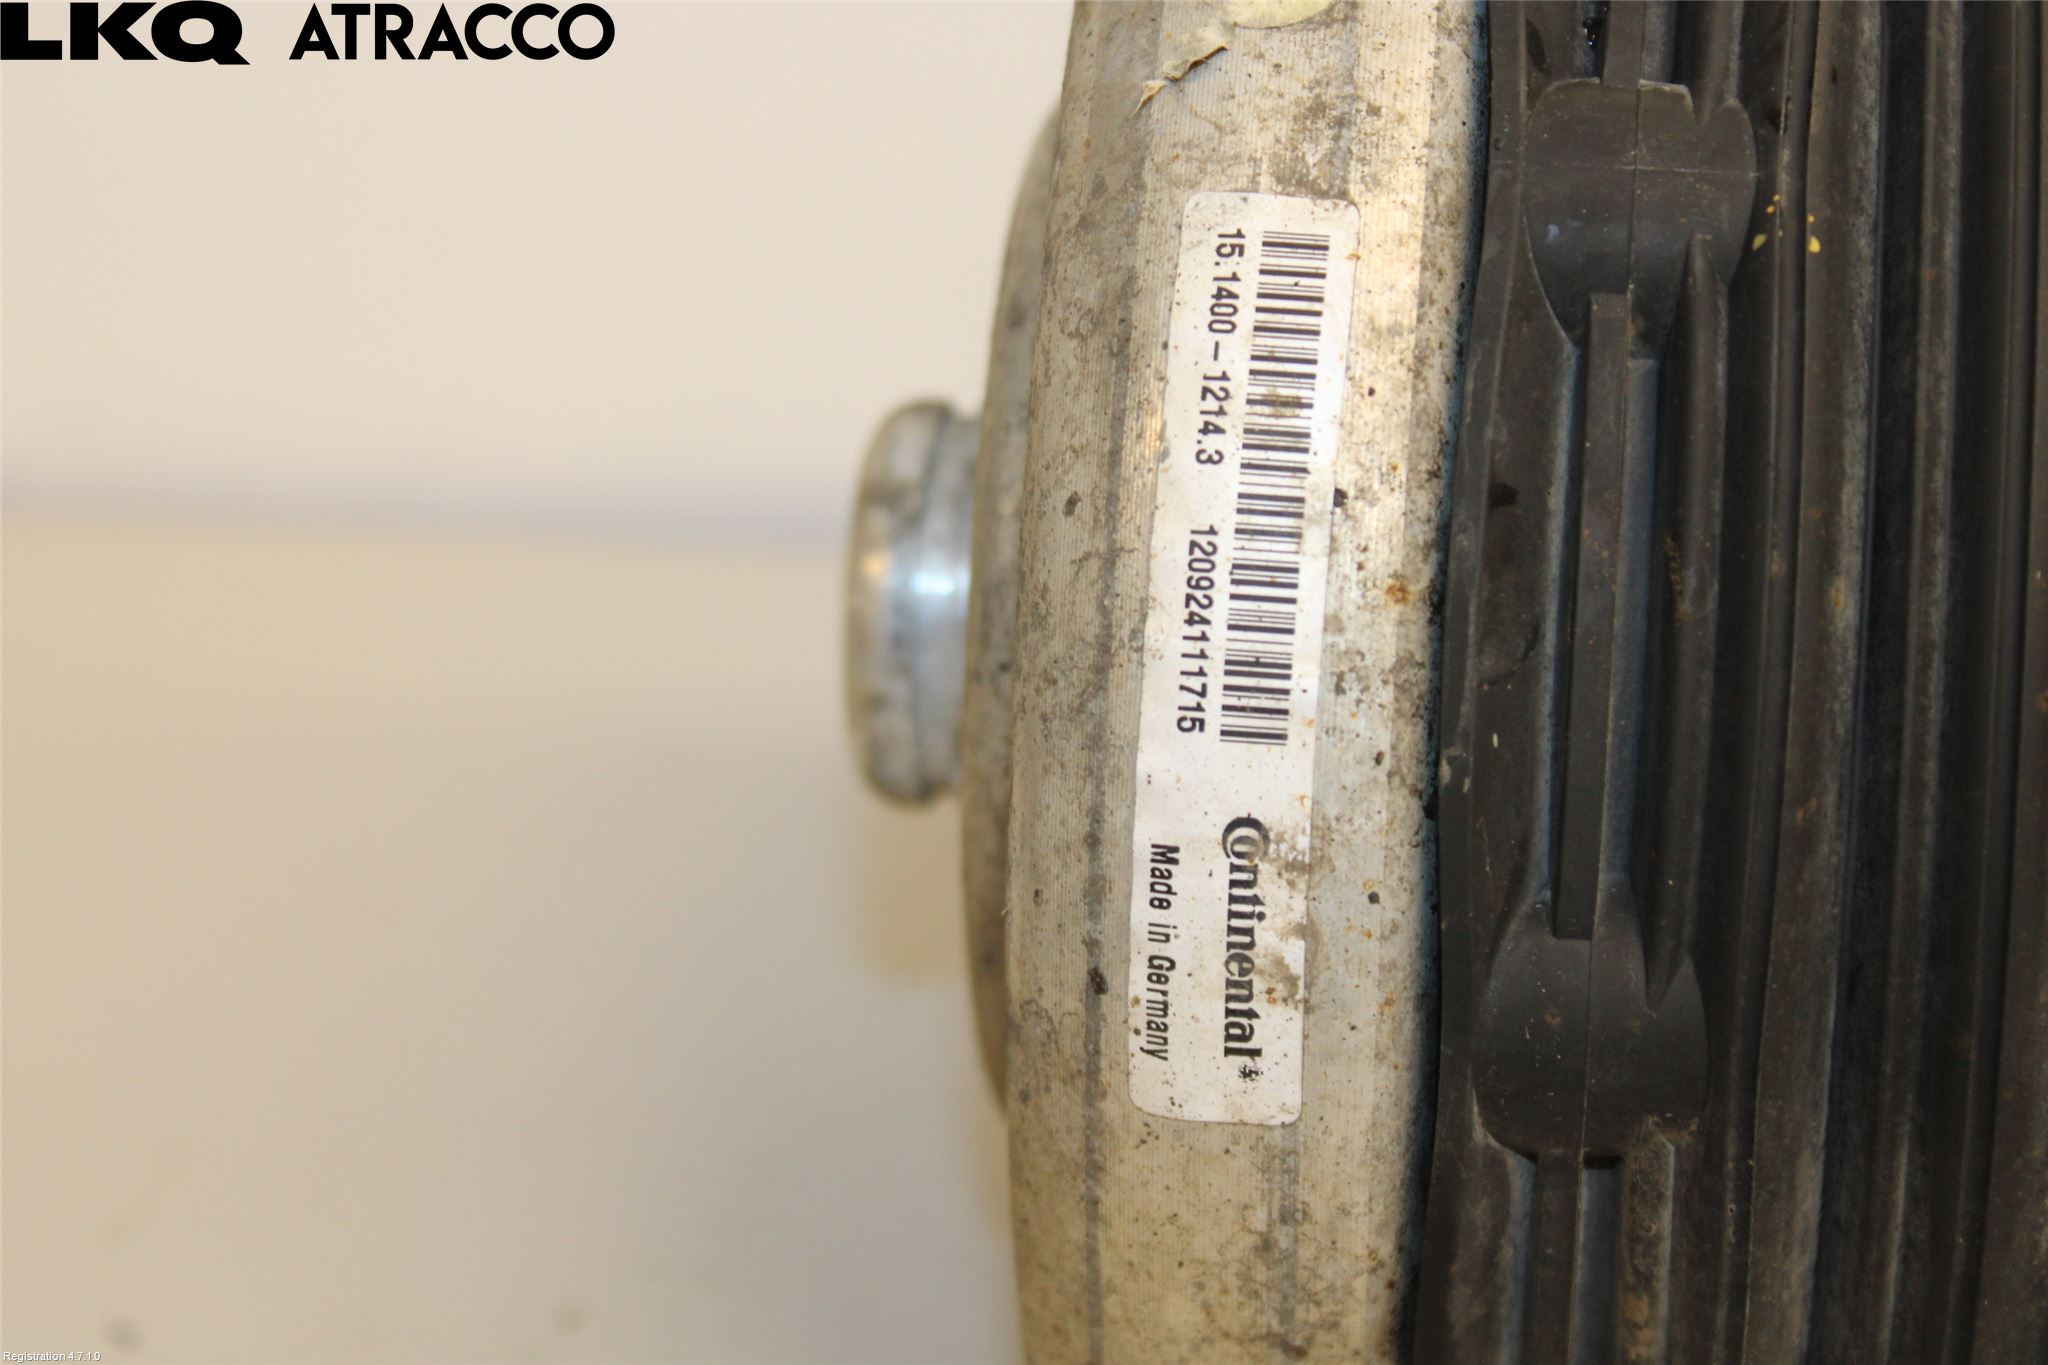 LKQ ATRACCO
15.1400-1214.3 120924111715
Continental
Made in Germany
Registration 4.7.1.0